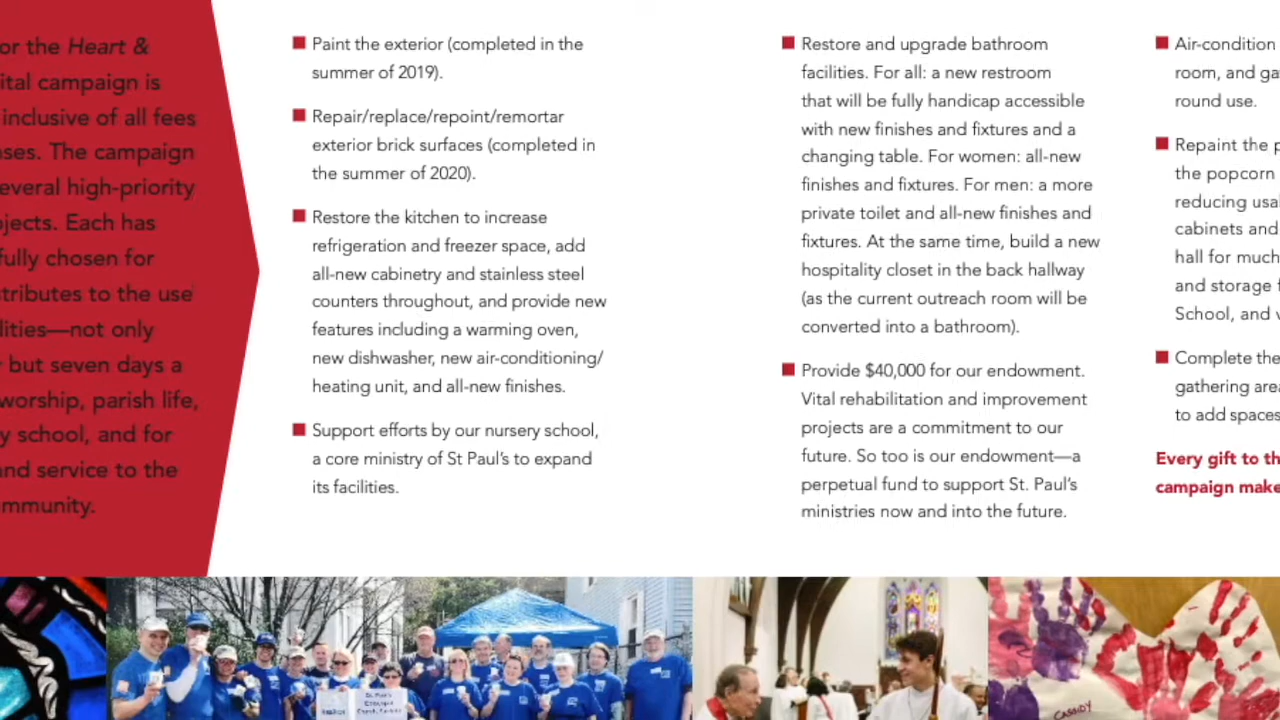 or the Heart &
ital campaign is
inclusive of all fees
ses. The campaign
everal high-priority
jects. Each has
fully chosen for
tributes to the use
lities—not only
but seven days a
worship, parish life,
y school, and for
and service to the
mmunity.
Paint the exterior (completed in the
summer of 2019).
Repair/replace/repoint/remortar
exterior brick surfaces (completed in
the summer of 2020).
Restore the kitchen to increase
refrigeration and freezer space, add
all-new cabinetry and stainless steel
counters throughout, and provide new
features including a warming oven,
new dishwasher, new air-conditioning/
heating unit, and all-new finishes.
Support efforts by our nursery school,
a core ministry of St Paul's to expand
its facilities.
Restore and upgrade bathroom
facilities. For all: a new restroom
that will be fully handicap accessible
with new finishes and fixtures and a
changing table. For women: all-new
finishes and fixtures. For men: a more
private toilet and all-new finishes and
fixtures. At the same time, build a new
hospitality closet in the back hallway
(as the current outreach room will be
converted into a bathroom).
Provide $40,000 for our endowment.
Vital rehabilitation and improvement
projects are a commitment to our
future. So too is our endowment—a
perpetual fund to support St. Paul's
ministries now and into the future.
Air-condition
room, and ga
round use.
Repaint the p
the popcorn
reducing usa
cabinets and
hall for much
and storage f
School, and v
Complete the
gathering area
to add spaces
Every gift to th
campaign make
St. Paul's
Episcopal
CASSIDY